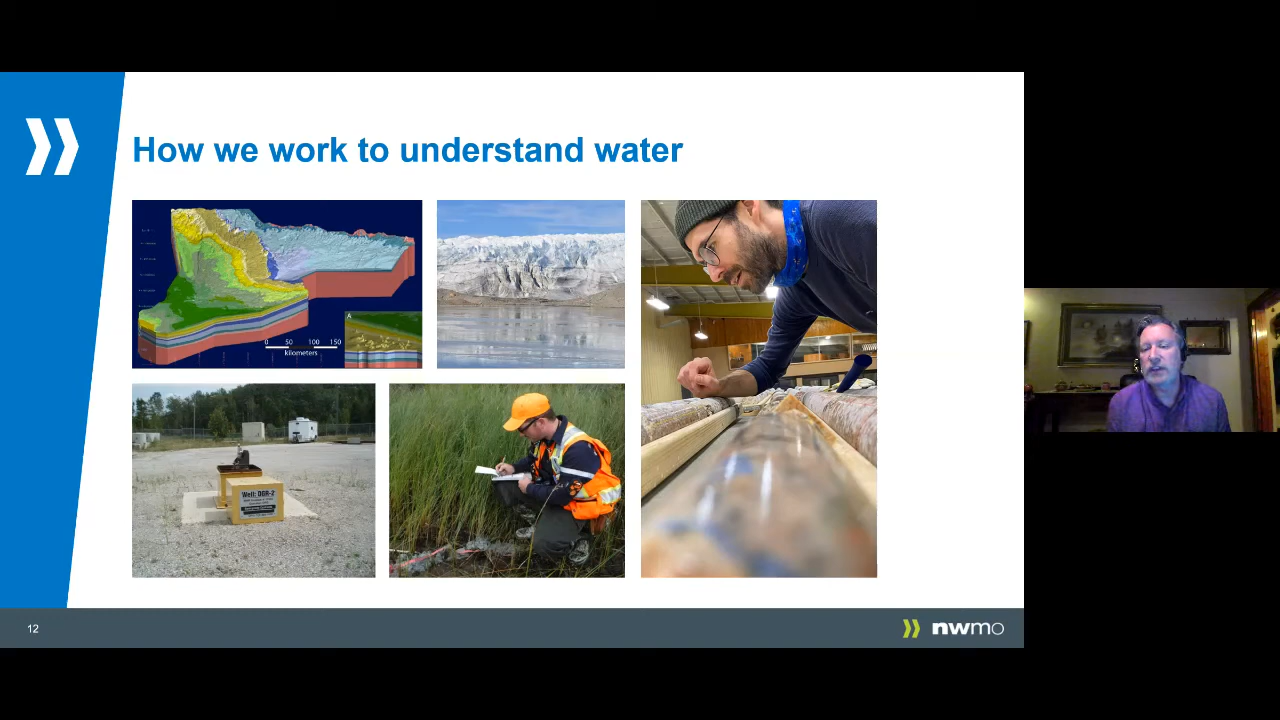 How we work to understand water
A
0 50 100 150
kilometers
Well: DGR-2
12
nwmo